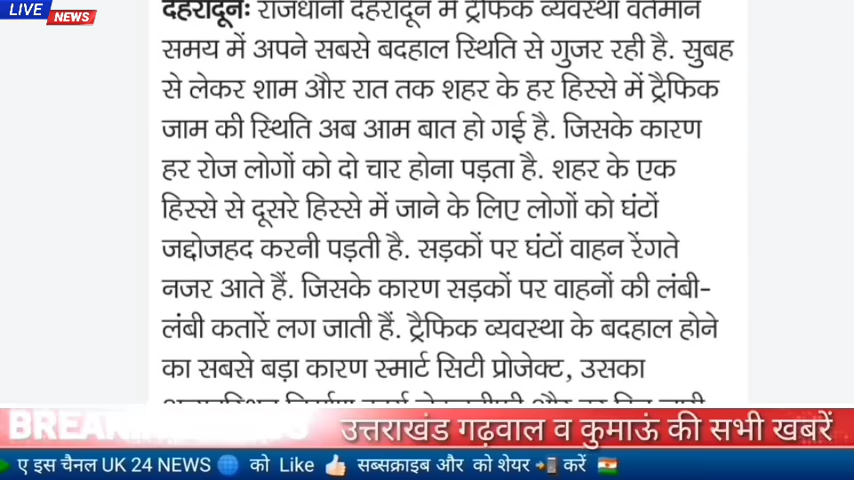 LIVE
NEWS
देहरादूनः राजधानी देहरादून में ट्रैफिक व्यवस्था वर्तमान
समय में अपने सबसे बदहाल स्थिति से गुजर रही है. सुबह
से लेकर शाम और रात तक शहर के हर हिस्से में ट्रैफिक
जाम की स्थिति अब आम बात हो गई है. जिसके कारण
हर रोज लोगों को दो चार होना पड़ता है. शहर के एक
हिस्से से दूसरे हिस्से में जाने के लिए लोगों को घंटों
जद्दोजहद करनी पड़ती है. सड़कों पर घंटों वाहन रेंगते
नजर आते हैं. जिसके कारण सड़कों पर वाहनों की लंबी-
लंबी कतारें लग जाती हैं. ट्रैफिक व्यवस्था के बदहाल होने
का सबसे बड़ा कारण स्मार्ट सिटी प्रोजेक्ट, उसका
उत्तराखंड गढ़वाल व कुमाऊं की सभी खबरें
ए इस चैनल UK 24 NEWS 🌐 को Like 👍🏻 सब्सक्राइब और को शेयर 📲 करें 🇮🇳